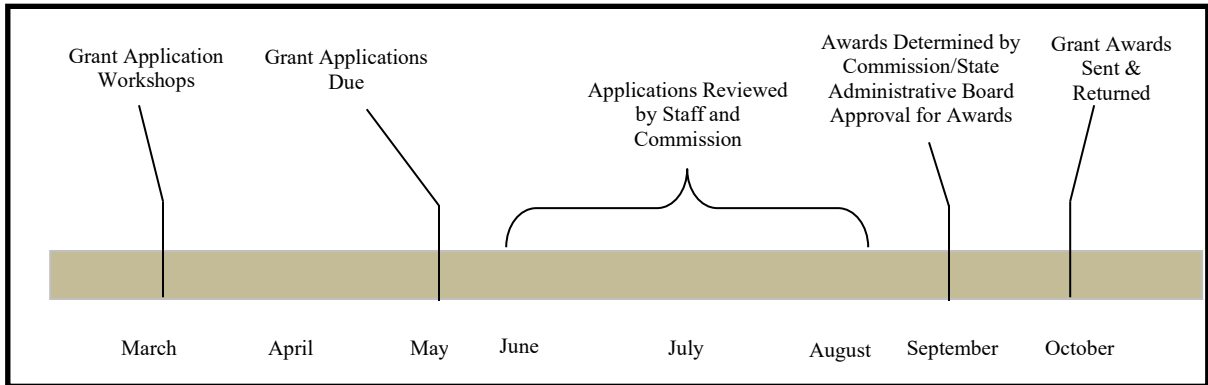 Grant Application
Workshops
Grant Applications
Due
Applications Reviewed
by Staff and
Commission
Awards Determined by
Commission/State
Administrative Board
Approval for Awards
Grant Awards
Sent &
Returned
March
April
May
June
July
August
September
October